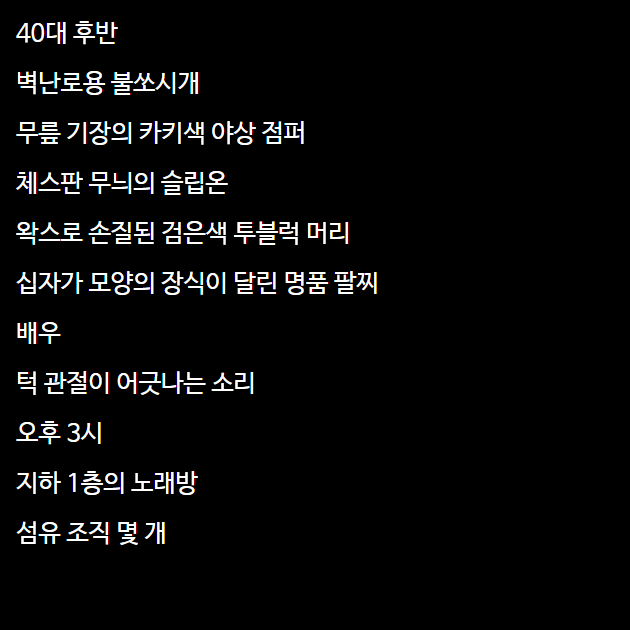 40대 후반
벽난로용 불쏘시개
무릎 기장의 카키색 야상 점퍼
체스판 무늬의 슬립온
왁스로 손질된 검은색 투블럭 머리
십자가 모양의 장식이 달린 명품 팔찌
배우
턱 관절이 어긋나는 소리
오후 3시
지하 1층의 노래방
섬유 조직 몇 개